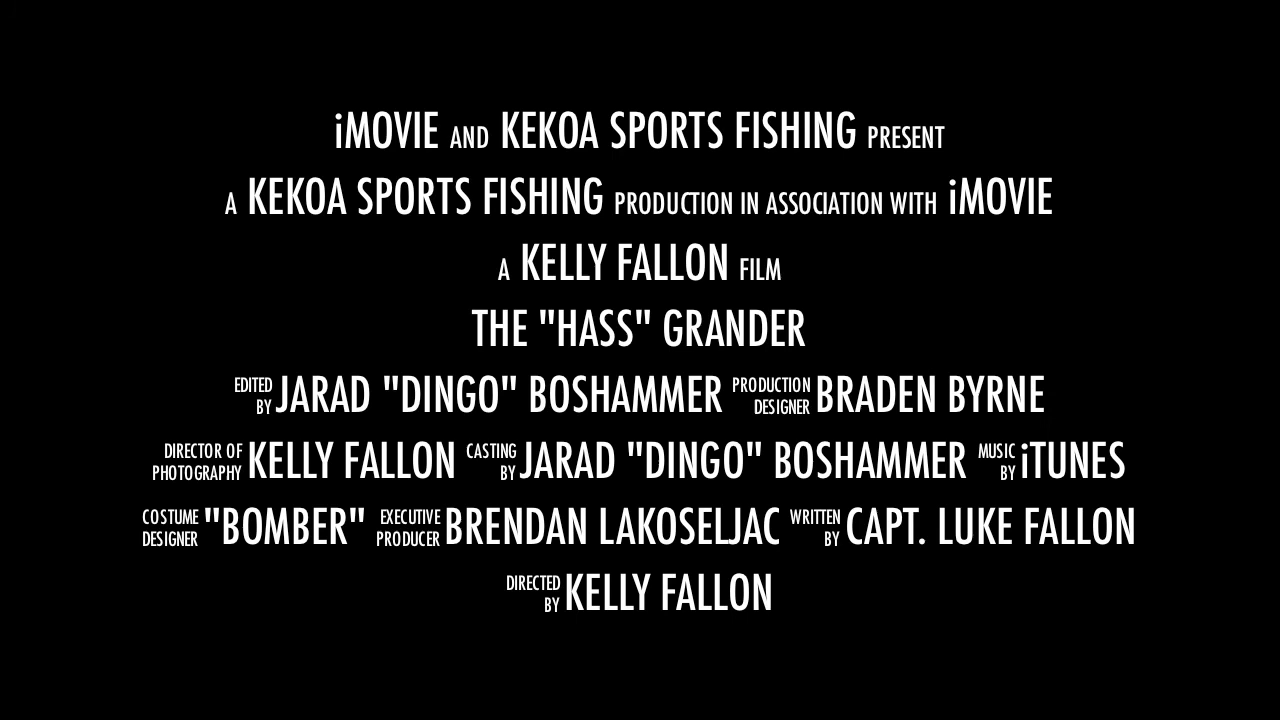 iMOVIE AND KEKOA SPORTS FISHING PRESENT
A KEKOA SPORTS FISHING PRODUCTION IN ASSOCIATION WITH iMOVIE
A KELLY FALLON FILM
THE "HASS" GRANDER
EDITED BY JARAD "DINGO" BOSHAMMER PRODUCTION DESIGNER BRADEN BYRNE
DIRECTOR OF PHOTOGRAPHY KELLY FALLON CASTING BY JARAD "DINGO" BOSHAMMER MUSIC BY iTUNES
COSTUME DESIGNER "BOMBER" EXECUTIVE PRODUCER BRENDAN LAKOSELJAC WRITTEN BY CAPT. LUKE FALLON
DIRECTED BY KELLY FALLON